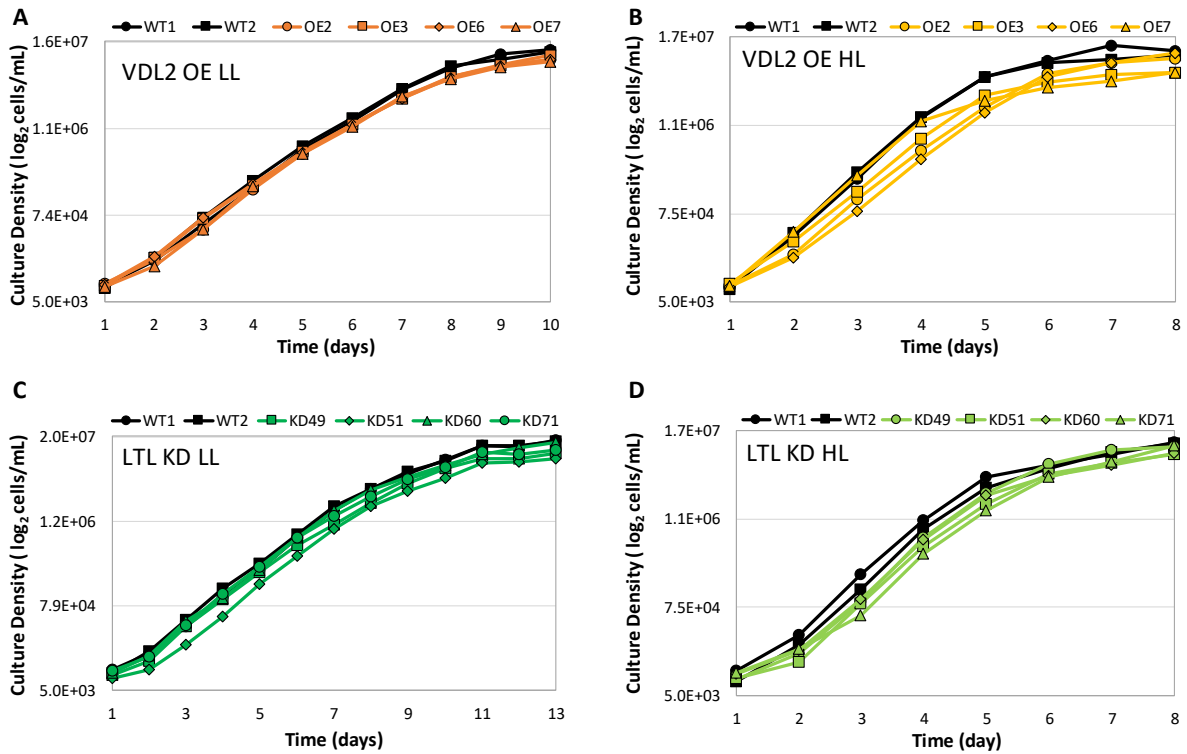 A
WT1 WT2 OE2 OE3 OE6 OE7
VDL2 OE LL
Culture Density ( log₂ cells/mL)
1.6E+07
1.1E+06
7.4E+04
5.0E+03
1 2 3 4 5 6 7 8 9 10
Time (days)
B
WT1 WT2 OE2 OE3 OE6 OE7
VDL2 OE HL
Culture Density ( log₂ cells/mL)
1.7E+07
1.1E+06
7.5E+04
5.0E+03
1 2 3 4 5 6 7 8
Time (days)
C
WT1 WT2 KD49 KD51 KD60 KD71
LTL KD LL
Culture Density ( log₂ cells/mL)
2.0E+07
1.2E+06
7.9E+04
5.0E+03
1 3 5 7 9 11 13
Time (days)
D
WT1 WT2 KD49 KD51 KD60 KD71
LTL KD HL
Culture Density ( log₂ cells/mL)
1.7E+07
1.1E+06
7.5E+04
5.0E+03
1 2 3 4 5 6 7 8
Time (days)